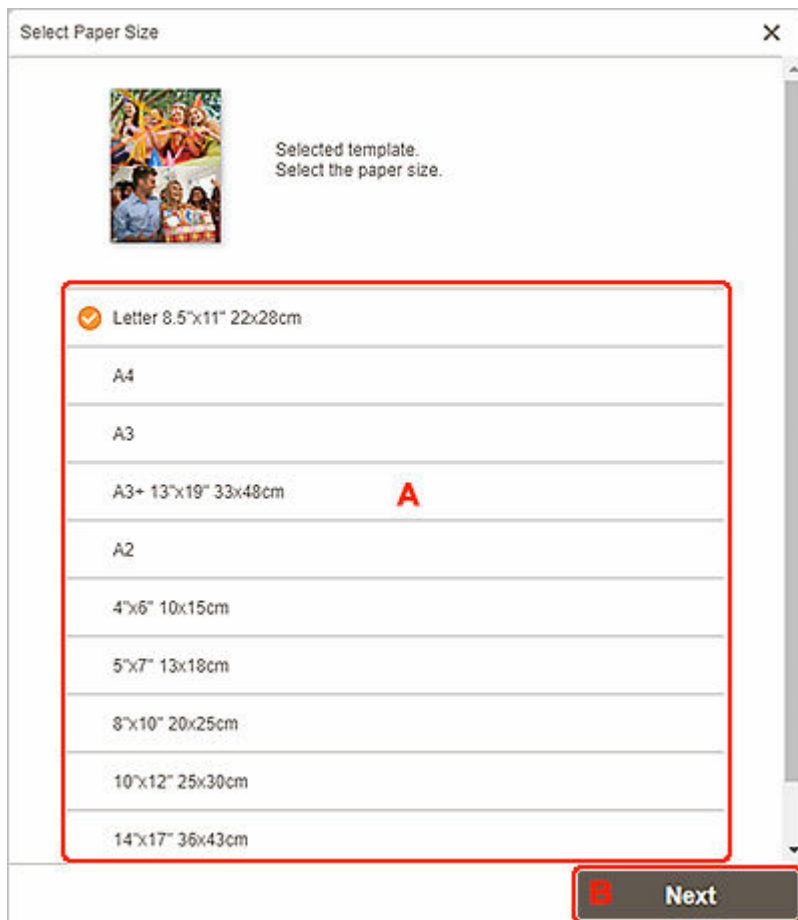 Select Paper Size
Selected template.
Select the paper size.
Letter 8.5"x11" 22x28cm
A4
A3
A3+ 13"x19" 33x48cm
A
A2
4"x6" 10x15cm
5"x7" 13x18cm
8"x10" 20x25cm
10"x12" 25x30cm
14"x17" 36x43cm
B Next